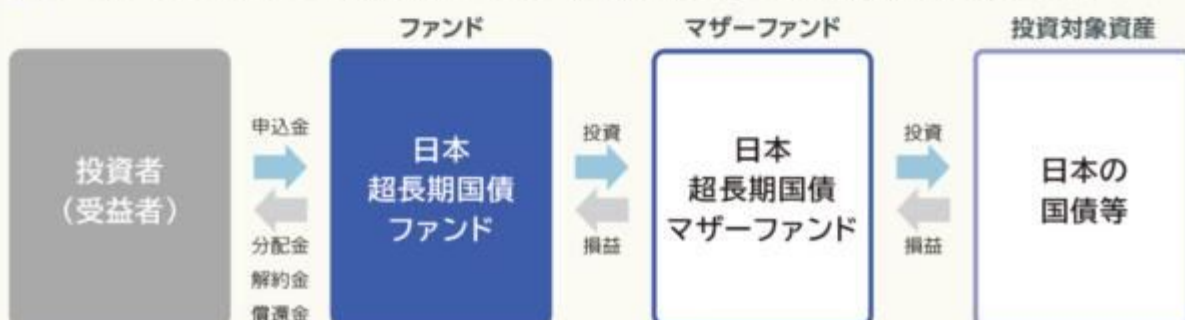 ファンド
マザーファンド
投資対象資産
投資者
（受益者）
申込金
分配金
解約金
償還金
日本
超長期国債
ファンド
投資
損益
日本
超長期国債
マザーファンド
投資
損益
日本の
国債等